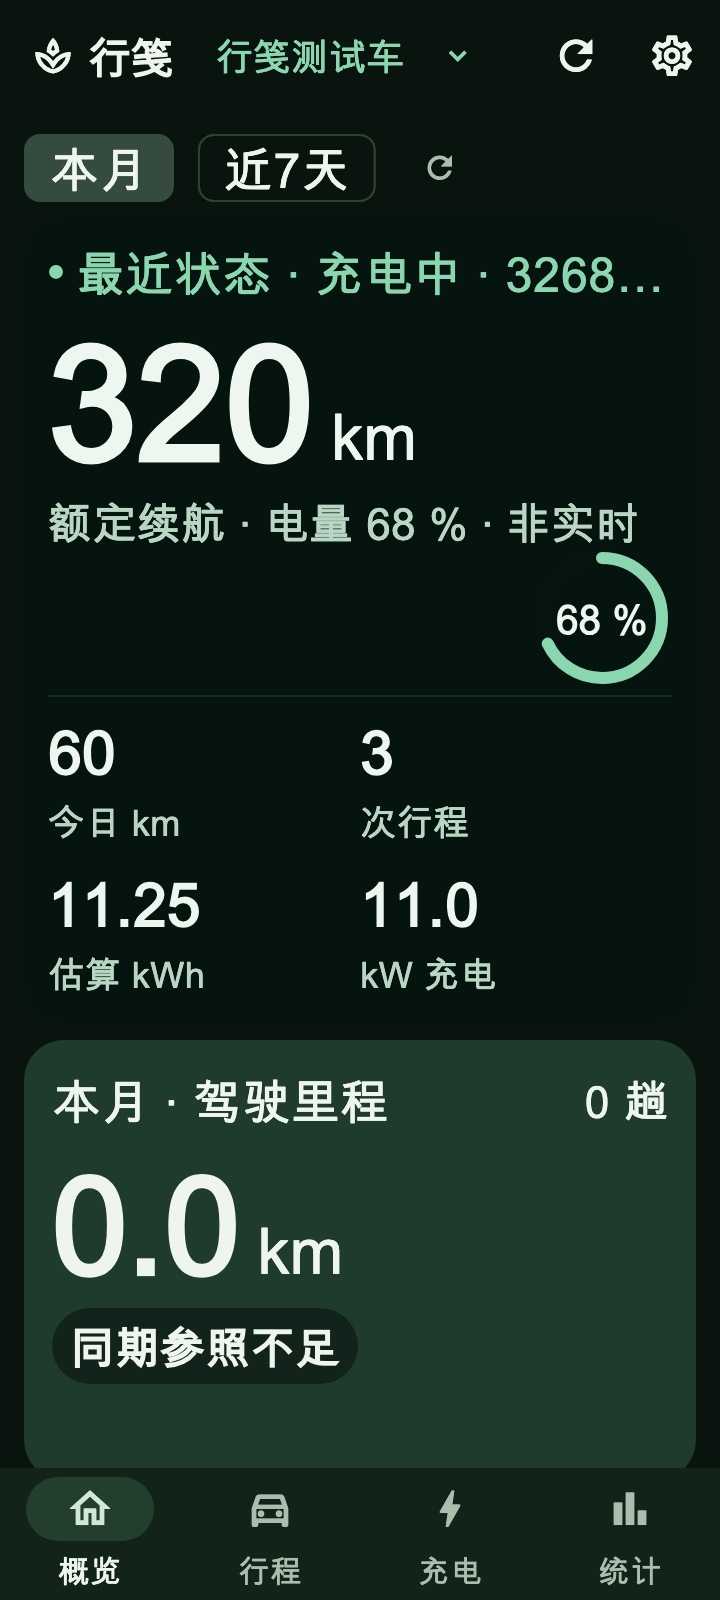 行笺 行笺测试车
本月 近7天
• 最近状态 · 充电中 · 3268...
320 km
额定续航 · 电量 68 % · 非实时
68 %
60 3
今日 km 次行程
11.25 11.0
估算 kWh kW 充电
本月 · 驾驶里程 0 趟
0.0 km
同期参照不足
概览 行程 充电 统计